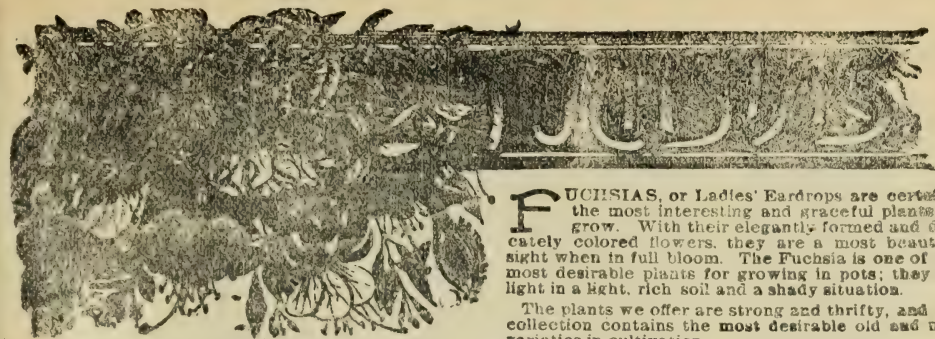 FUCHSIAS, or Ladies' Eardrops are
the most interesting and graceful plants
grow. With their elegantly formed and
cately colored flowers, they are a most
sight when in full bloom. The Fuchsia is one of
most desirable plants for growing in pots; they
light in a light, rich soil and a shady situation.
The plants we offer are strong and thrifty, and
collection contains the most desirable old and
varieties in cultivation.